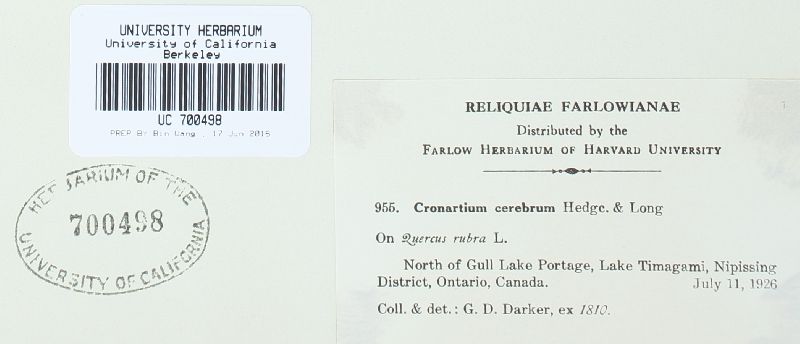 UNIVERSITY HERBARIUM
University of California
Berkeley
UC 700498
PREP BY Bin Wang , 17 Jun 2015
HERBARIUM OF THE
700498
UNIVERSITY OF CALIFORNIA
RELIQUIAE FARLOWIANAE
Distributed by the
FARLOW HERBARIUM OF HARVARD UNIVERSITY
955. Cronartium cerebrum Hedgc. & Long
On Quercus rubra L.
North of Gull Lake Portage, Lake Timagami, Nipissing
District, Ontario, Canada. July 11, 1926
Coll. & det.: G. D. Darker, ex 1810.